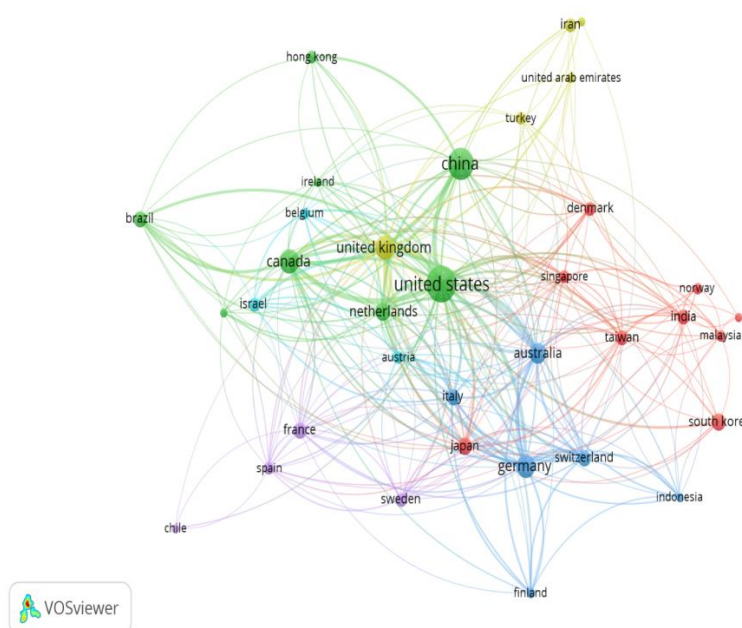 iran
hong kong
united arab emirates
turkey
china
ireland
denmark
belgium
brazil
united kingdom
canada
singapore
united states
norway
israel
netherlands
india
taiwan
malaysia
australia
austria
italy
south kore
france
japan
switzerland
germany
spain
sweden
indonesia
chile
finland
VOSviewer